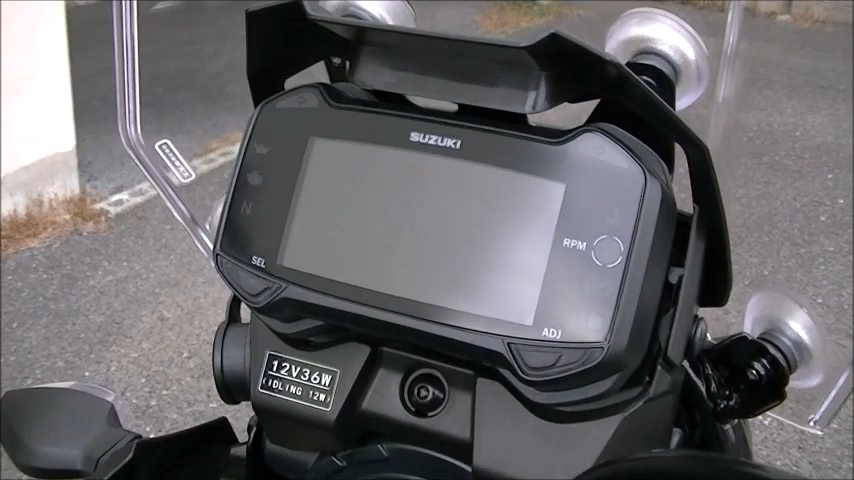 SUZUKI
N
RPM
SEL
ADJ
12V36W
(IDLING 12W)